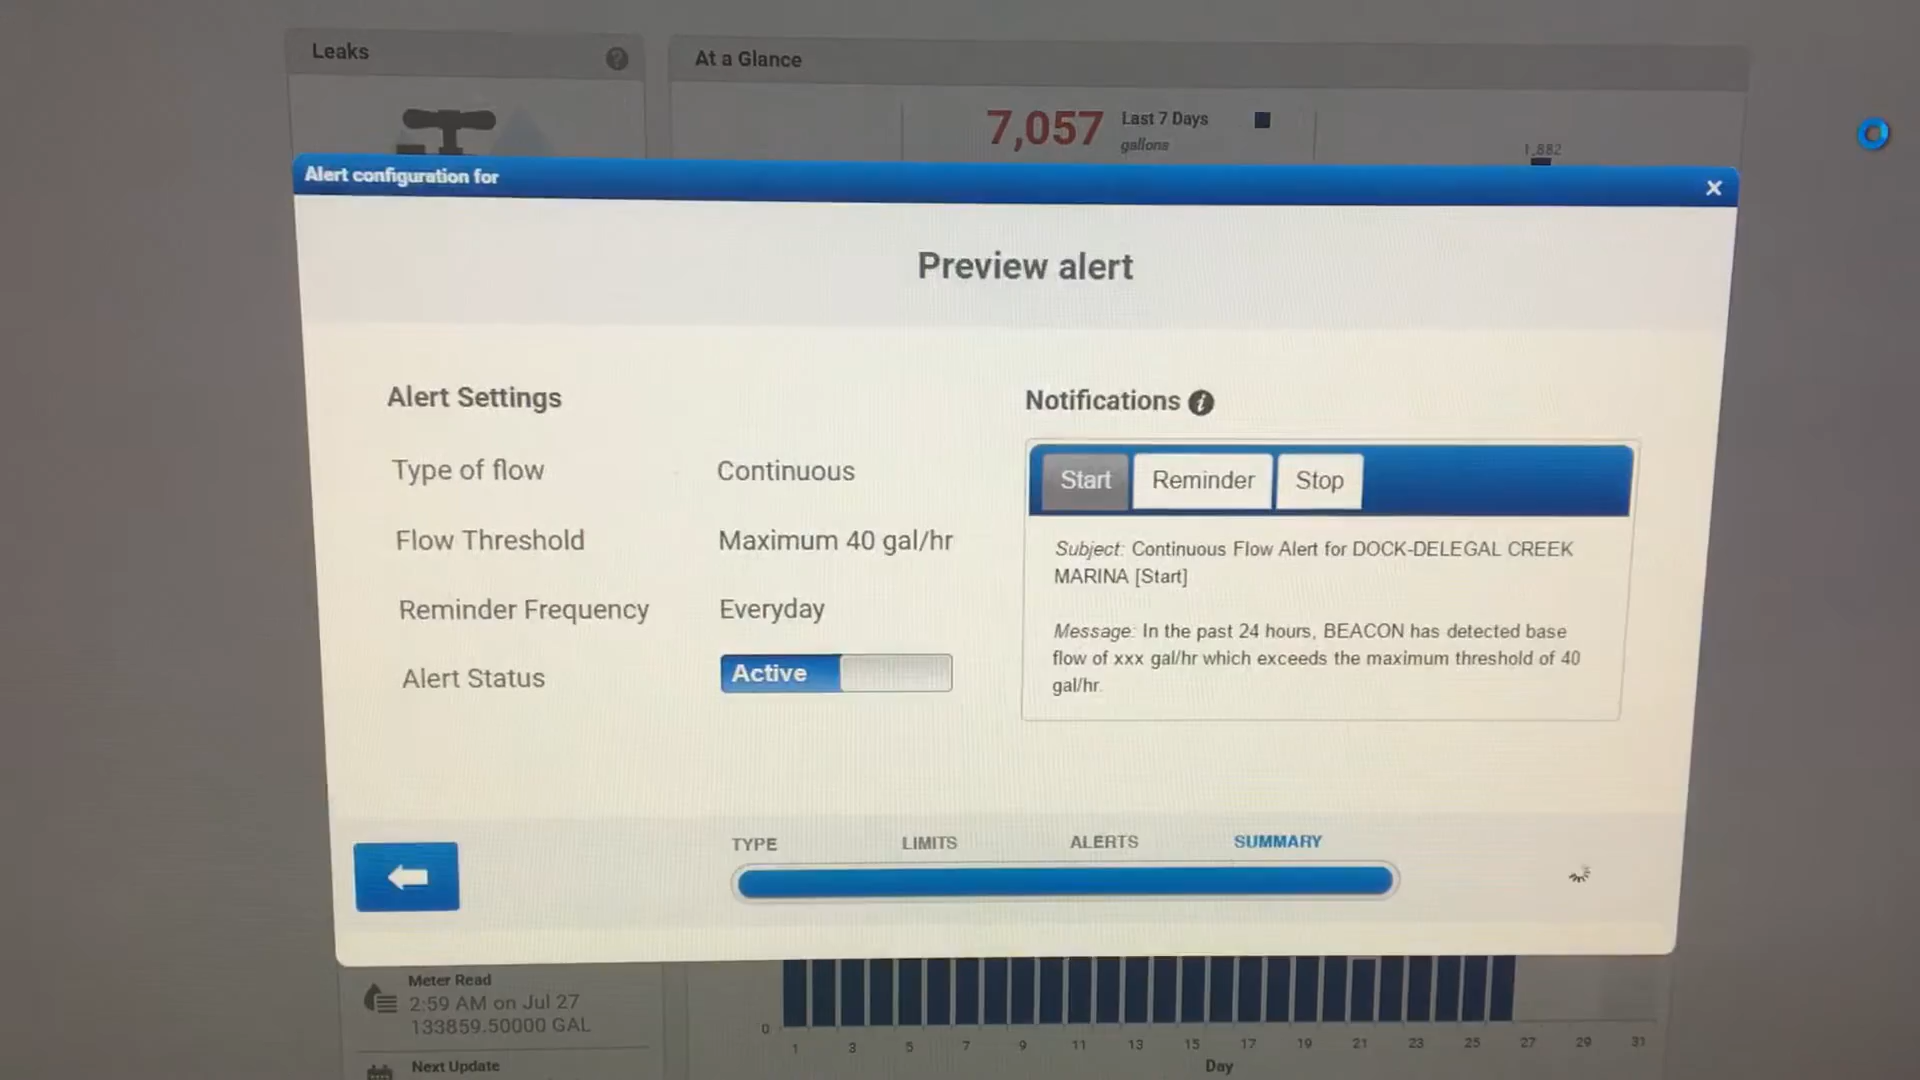 Leaks
?
At a Glance
7,057
Last 7 Days
gallons
1,882
Alert configuration for
Preview alert
Alert Settings
Type of flow
Continuous
Flow Threshold
Maximum 40 gal/hr
Reminder Frequency
Everyday
Alert Status
Active
Notifications
Start
Reminder
Stop
Subject: Continuous Flow Alert for DOCK-DELEGAL CREEK
MARINA [Start]
Message: In the past 24 hours, BEACON has detected base
flow of xxx gal/hr which exceeds the maximum threshold of 40
gal/hr.
TYPE
LIMITS
ALERTS
SUMMARY
Meter Read
2:59 AM on Jul 27
133859.50000 GAL
Next Update
0
1 3 5 7 9 11 13 15 17 19 21 23 25 27 29 31
Day